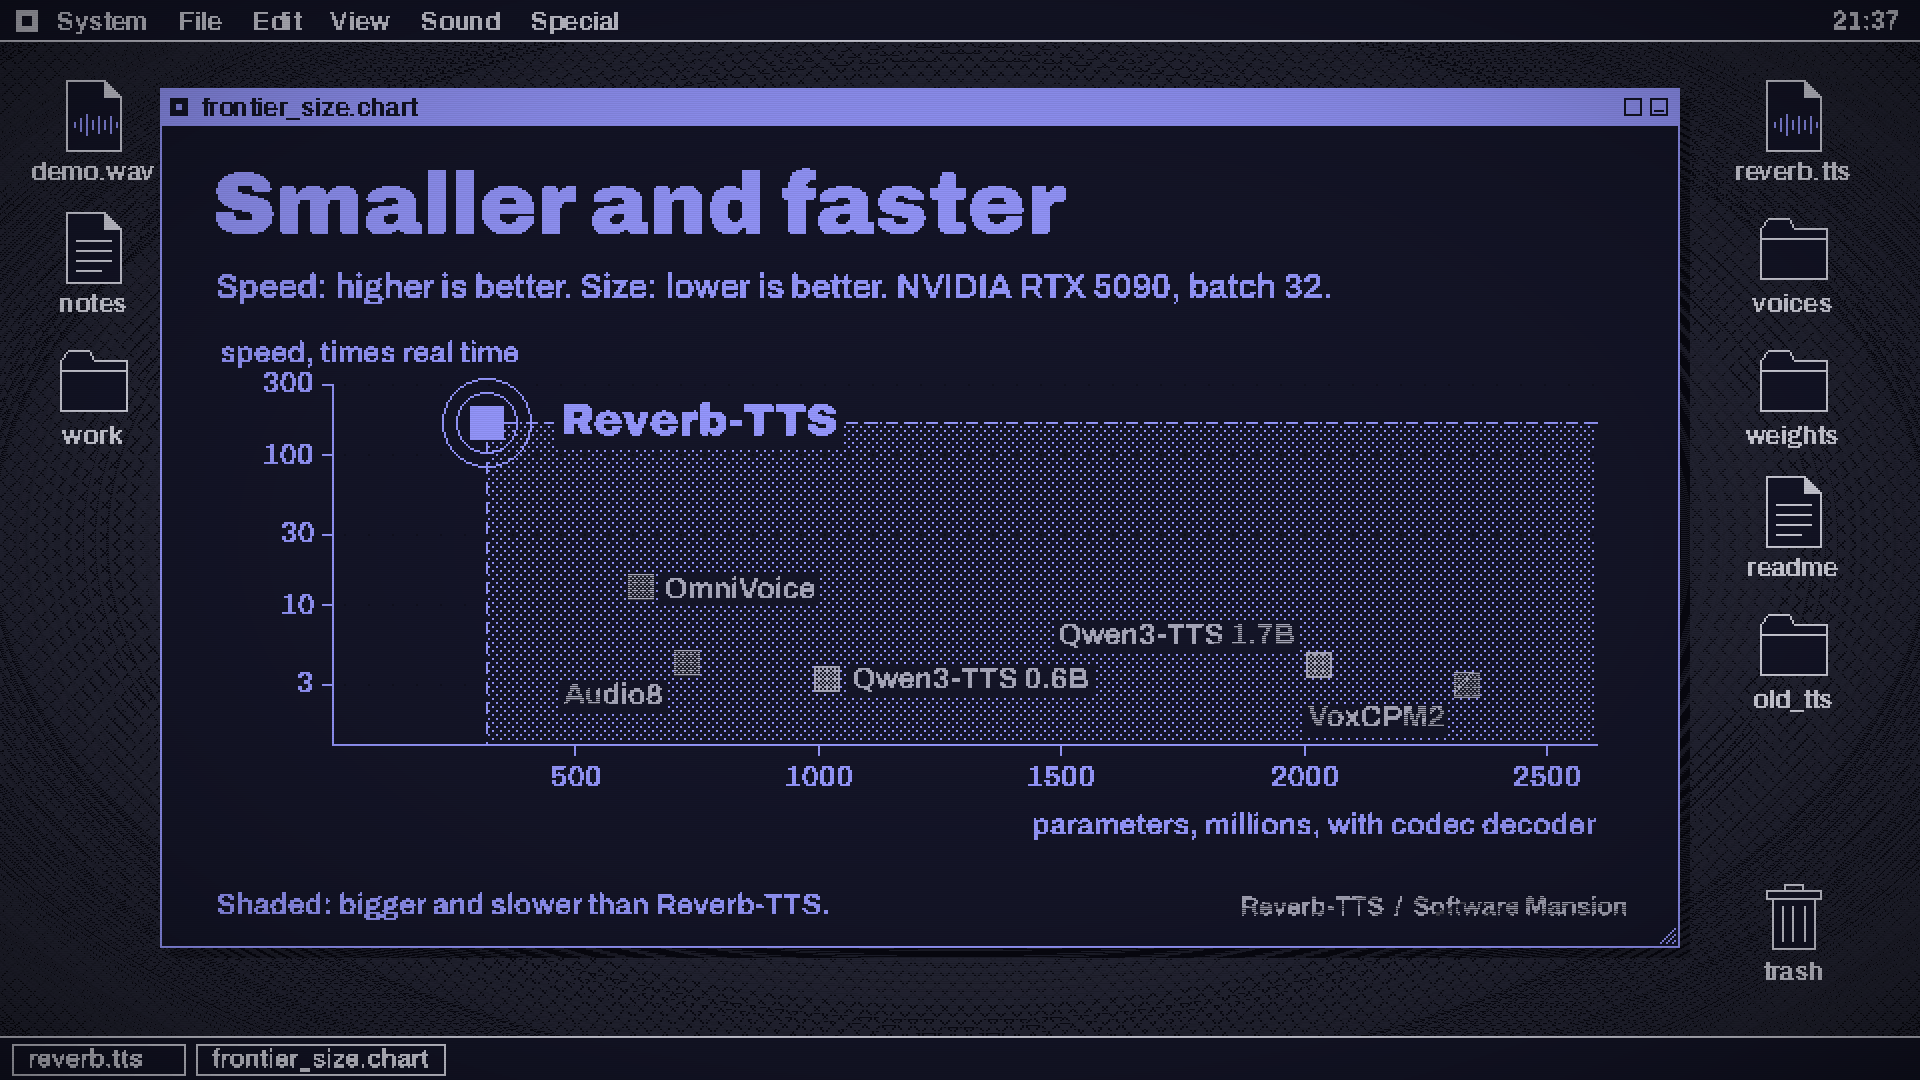 System File Edit View Sound Special 21:37
demo.wav
notes
work
frontier_size.chart
Smaller and faster
Speed: higher is better. Size: lower is better. NVIDIA RTX 5090, batch 32.
speed, times real time
300
100
30
10
3
Reverb-TTS
OmniVoice
Qwen3-TTS 1.7B
Audio8
Qwen3-TTS 0.6B
VoxCPM2
500 1000 1500 2000 2500
parameters, millions, with codec decoder
Shaded: bigger and slower than Reverb-TTS.
Reverb-TTS / Software Mansion
reverb.tts
voices
weights
readme
old_tts
trash
reverb.tts
frontier_size.chart